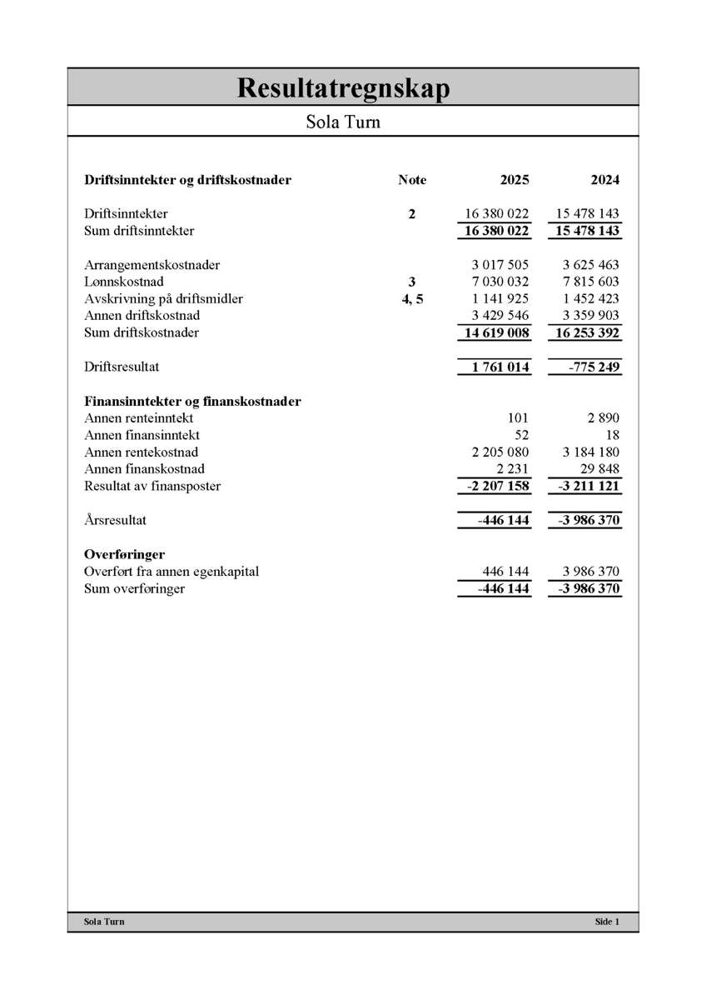 Resultatregnskap
Sola Turn
Driftsinntekter og driftskostnader Note 2025 2024
Driftsinntekter 2 16 380 022 15 478 143
Sum driftsinntekter 16 380 022 15 478 143
Arrangementskostnader 3 017 505 3 625 463
Lønnskostnad 3 7 030 032 7 815 603
Avskrivning på driftsmidler 4, 5 1 141 925 1 452 423
Annen driftskostnad 3 429 546 3 359 903
Sum driftskostnader 14 619 008 16 253 392
Driftsresultat 1 761 014 -775 249
Finansinntekter og finanskostnader
Annen renteinntekt 101 2 890
Annen finansinntekt 52 18
Annen rentekostnad 2 205 080 3 184 180
Annen finanskostnad 2 231 29 848
Resultat av finansposter -2 207 158 -3 211 121
Årsresultat -446 144 -3 986 370
Overføringer
Overført fra annen egenkapital 446 144 3 986 370
Sum overføringer -446 144 -3 986 370
Sola Turn Side 1